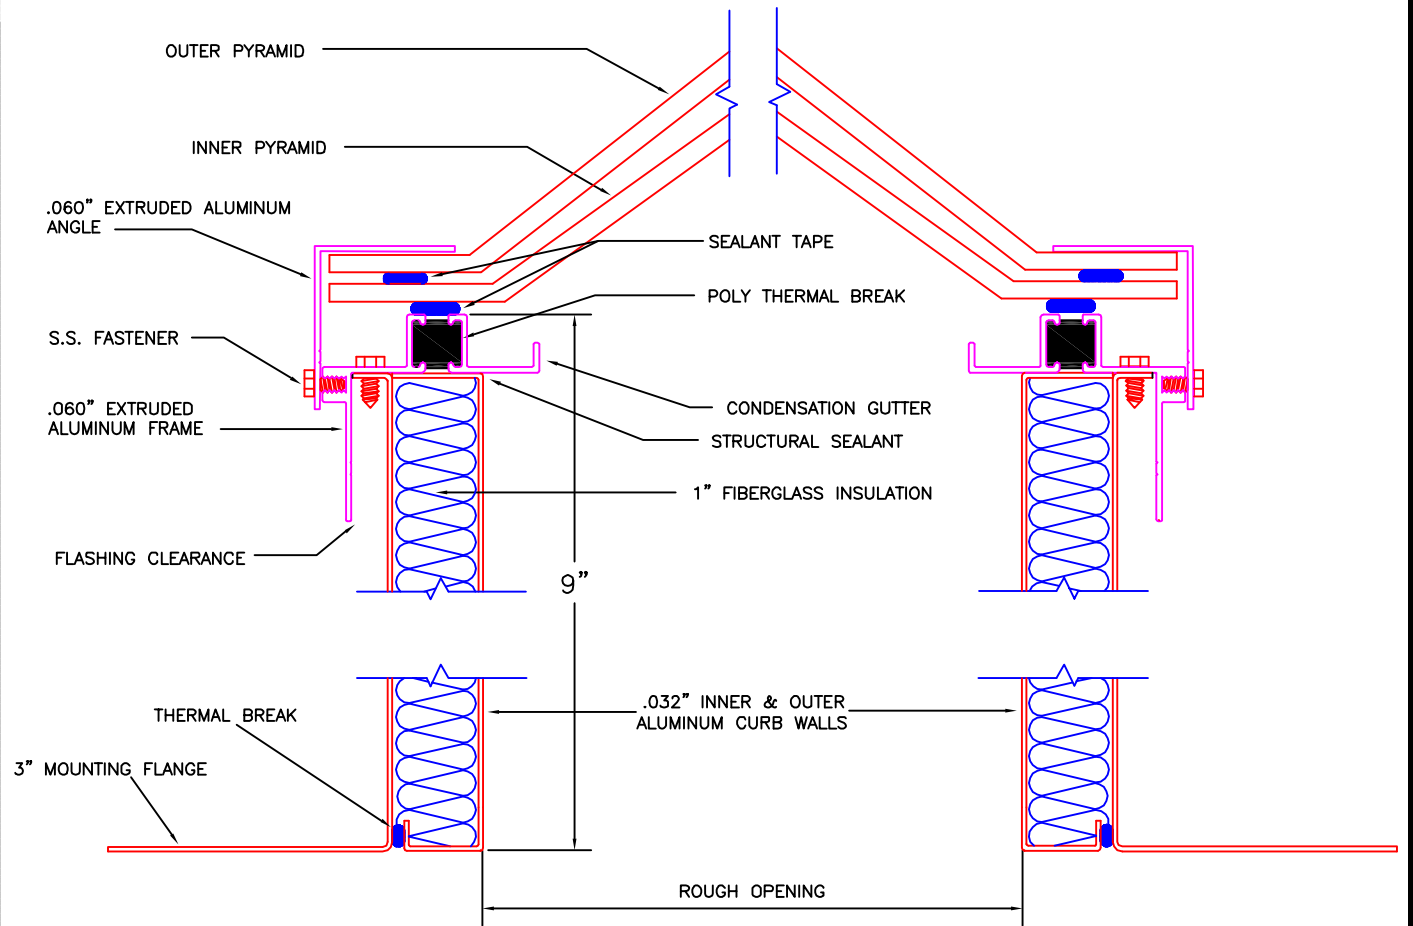 OUTER PYRAMID
INNER PYRAMID
.060" EXTRUDED ALUMINUM
ANGLE
SEALANT TAPE
POLY THERMAL BREAK
S.S. FASTENER
.060" EXTRUDED
ALUMINUM FRAME
CONDENSATION GUTTER
STRUCTURAL SEALANT
1" FIBERGLASS INSULATION
FLASHING CLEARANCE
9"
.032" INNER & OUTER
ALUMINUM CURB WALLS
THERMAL BREAK
3" MOUNTING FLANGE
ROUGH OPENING